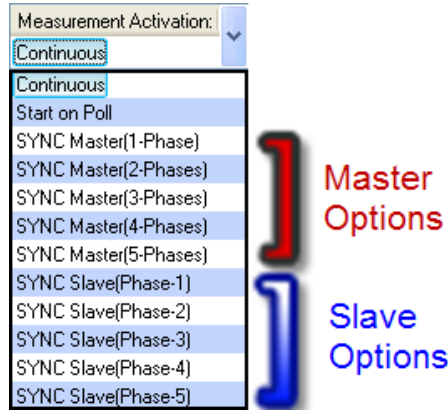 Measurement Activation:
Continuous
Continuous
Start on Poll
SYNC Master(1-Phase)
SYNC Master(2-Phases)
SYNC Master(3-Phases)
SYNC Master(4-Phases)
SYNC Master(5-Phases)
SYNC Slave(Phase-1)
SYNC Slave(Phase-2)
SYNC Slave(Phase-3)
SYNC Slave(Phase-4)
SYNC Slave(Phase-5)
Master
Options
Slave
Options